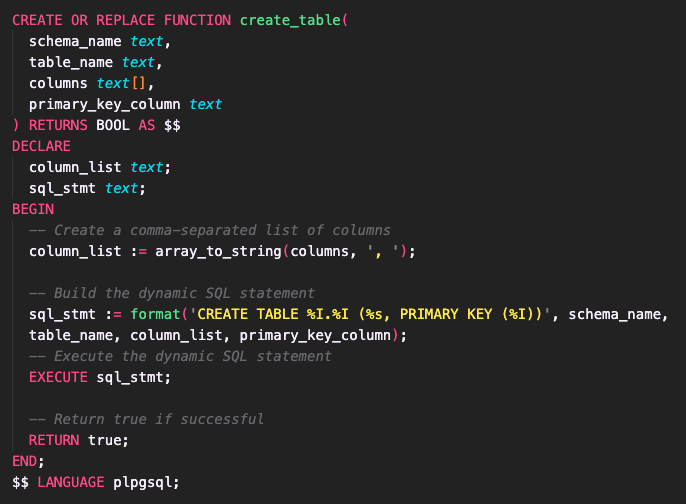 CREATE OR REPLACE FUNCTION create_table(
  schema_name text,
  table_name text,
  columns text[],
  primary_key_column text
) RETURNS BOOL AS $$
DECLARE
  column_list text;
  sql_stmt text;
BEGIN
  -- Create a comma-separated list of columns
  column_list := array_to_string(columns, ', ');
  -- Build the dynamic SQL statement
  sql_stmt := format('CREATE TABLE %I.%I (%s, PRIMARY KEY (%I))', schema_name,
  table_name, column_list, primary_key_column);
  -- Execute the dynamic SQL statement
  EXECUTE sql_stmt;
  -- Return true if successful
  RETURN true;
END;
$$ LANGUAGE plpgsql;